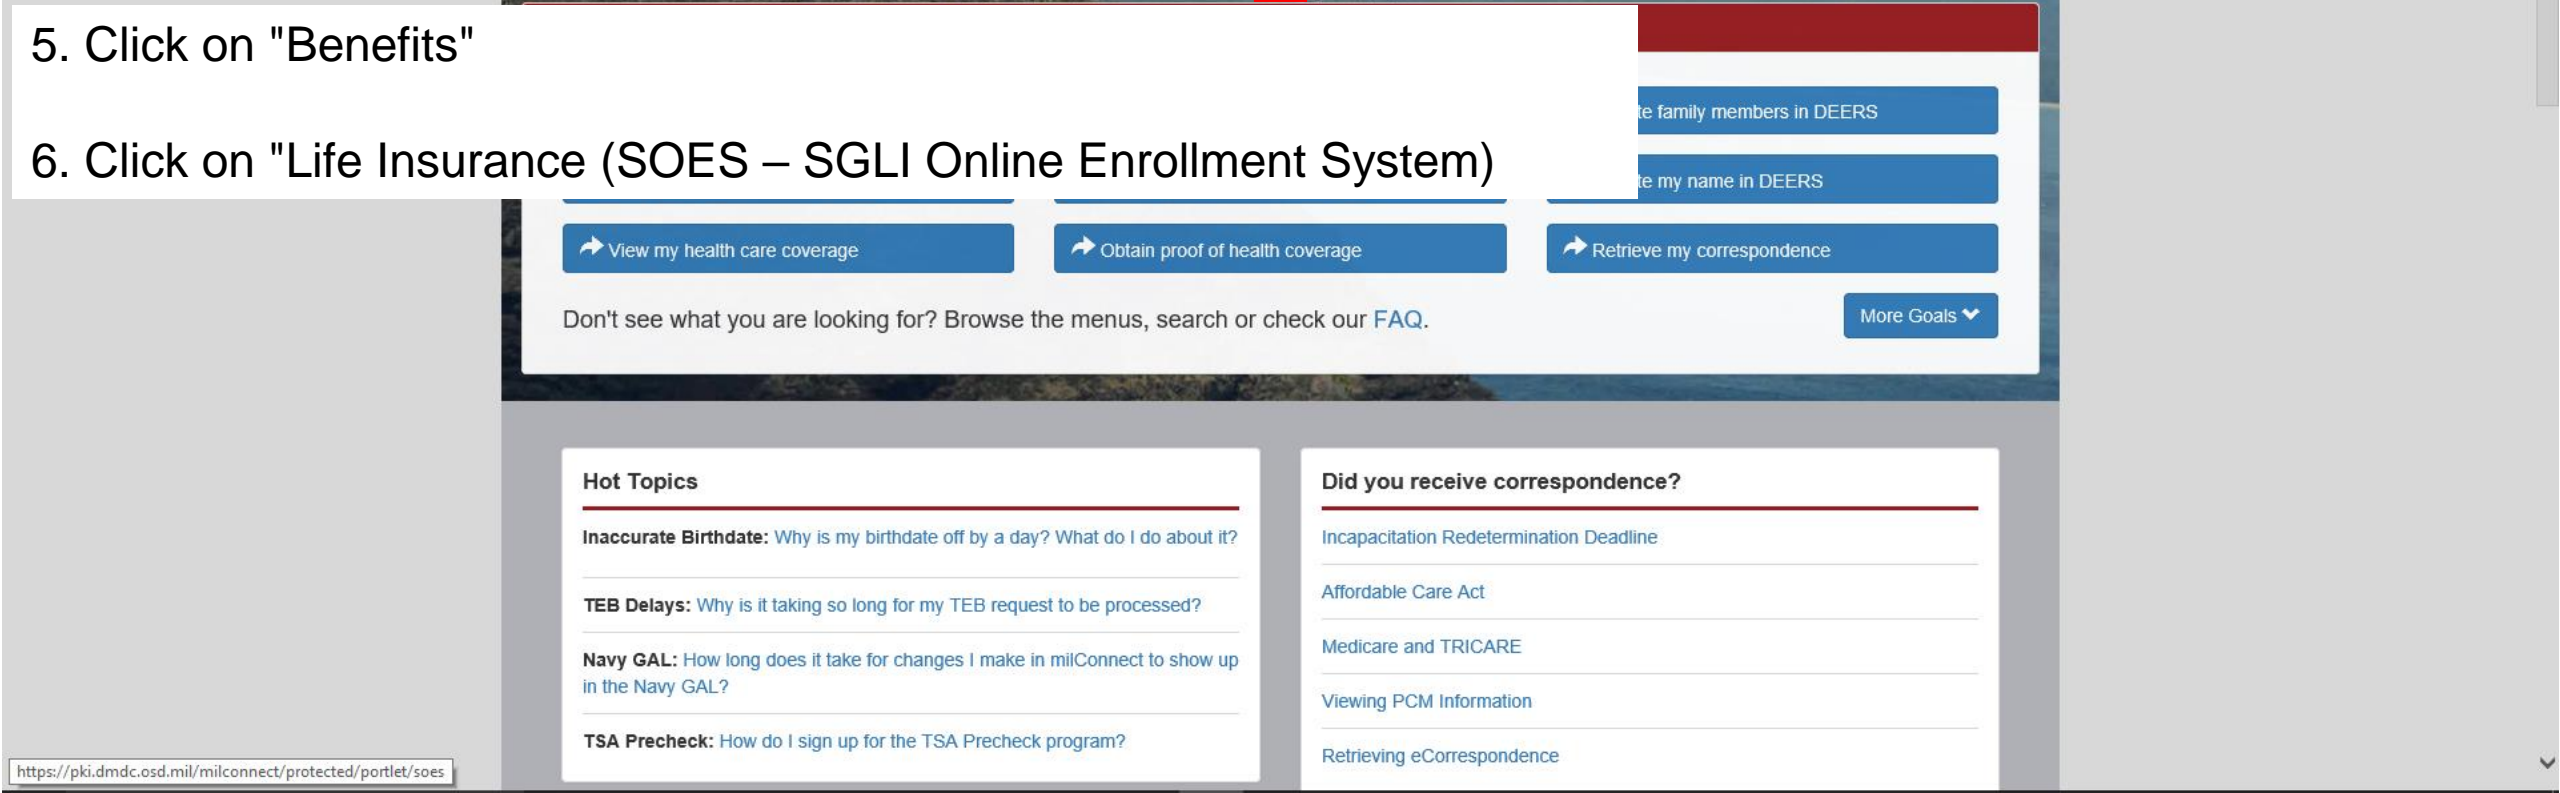 5. Click on "Benefits"
6. Click on "Life Insurance (SOES – SGLI Online Enrollment System)
family members in DEERS
my name in DEERS
View my health care coverage
Obtain proof of health coverage
Retrieve my correspondence
Don't see what you are looking for? Browse the menus, search or check our FAQ.
More Goals
Hot Topics
Inaccurate Birthdate: Why is my birthdate off by a day? What do I do about it?
TEB Delays: Why is it taking so long for my TEB request to be processed?
Navy GAL: How long does it take for changes I make in milConnect to show up
in the Navy GAL?
TSA Precheck: How do I sign up for the TSA Precheck program?
Did you receive correspondence?
Incapacitation Redetermination Deadline
Affordable Care Act
Medicare and TRICARE
Viewing PCM Information
Retrieving eCorrespondence
https://pki.dmdc.osd.mil/milconnect/protected/portlet/soes